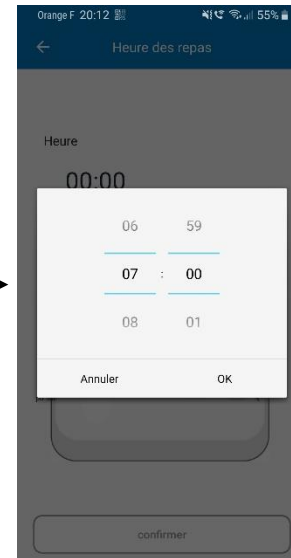 Orange F 20:12 55%
Heure des repas
Heure
00:00
06 59
07 : 00
08 01
Annuler OK
confirmer